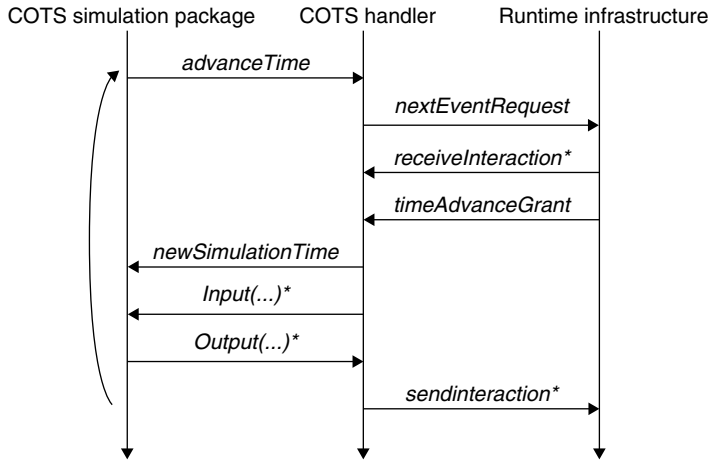 COTS simulation package COTS handler Runtime infrastructure
advanceTime
nextEventRequest
receiveInteraction*
timeAdvanceGrant
newSimulationTime
Input(...)*
Output(...)*
sendinteraction*